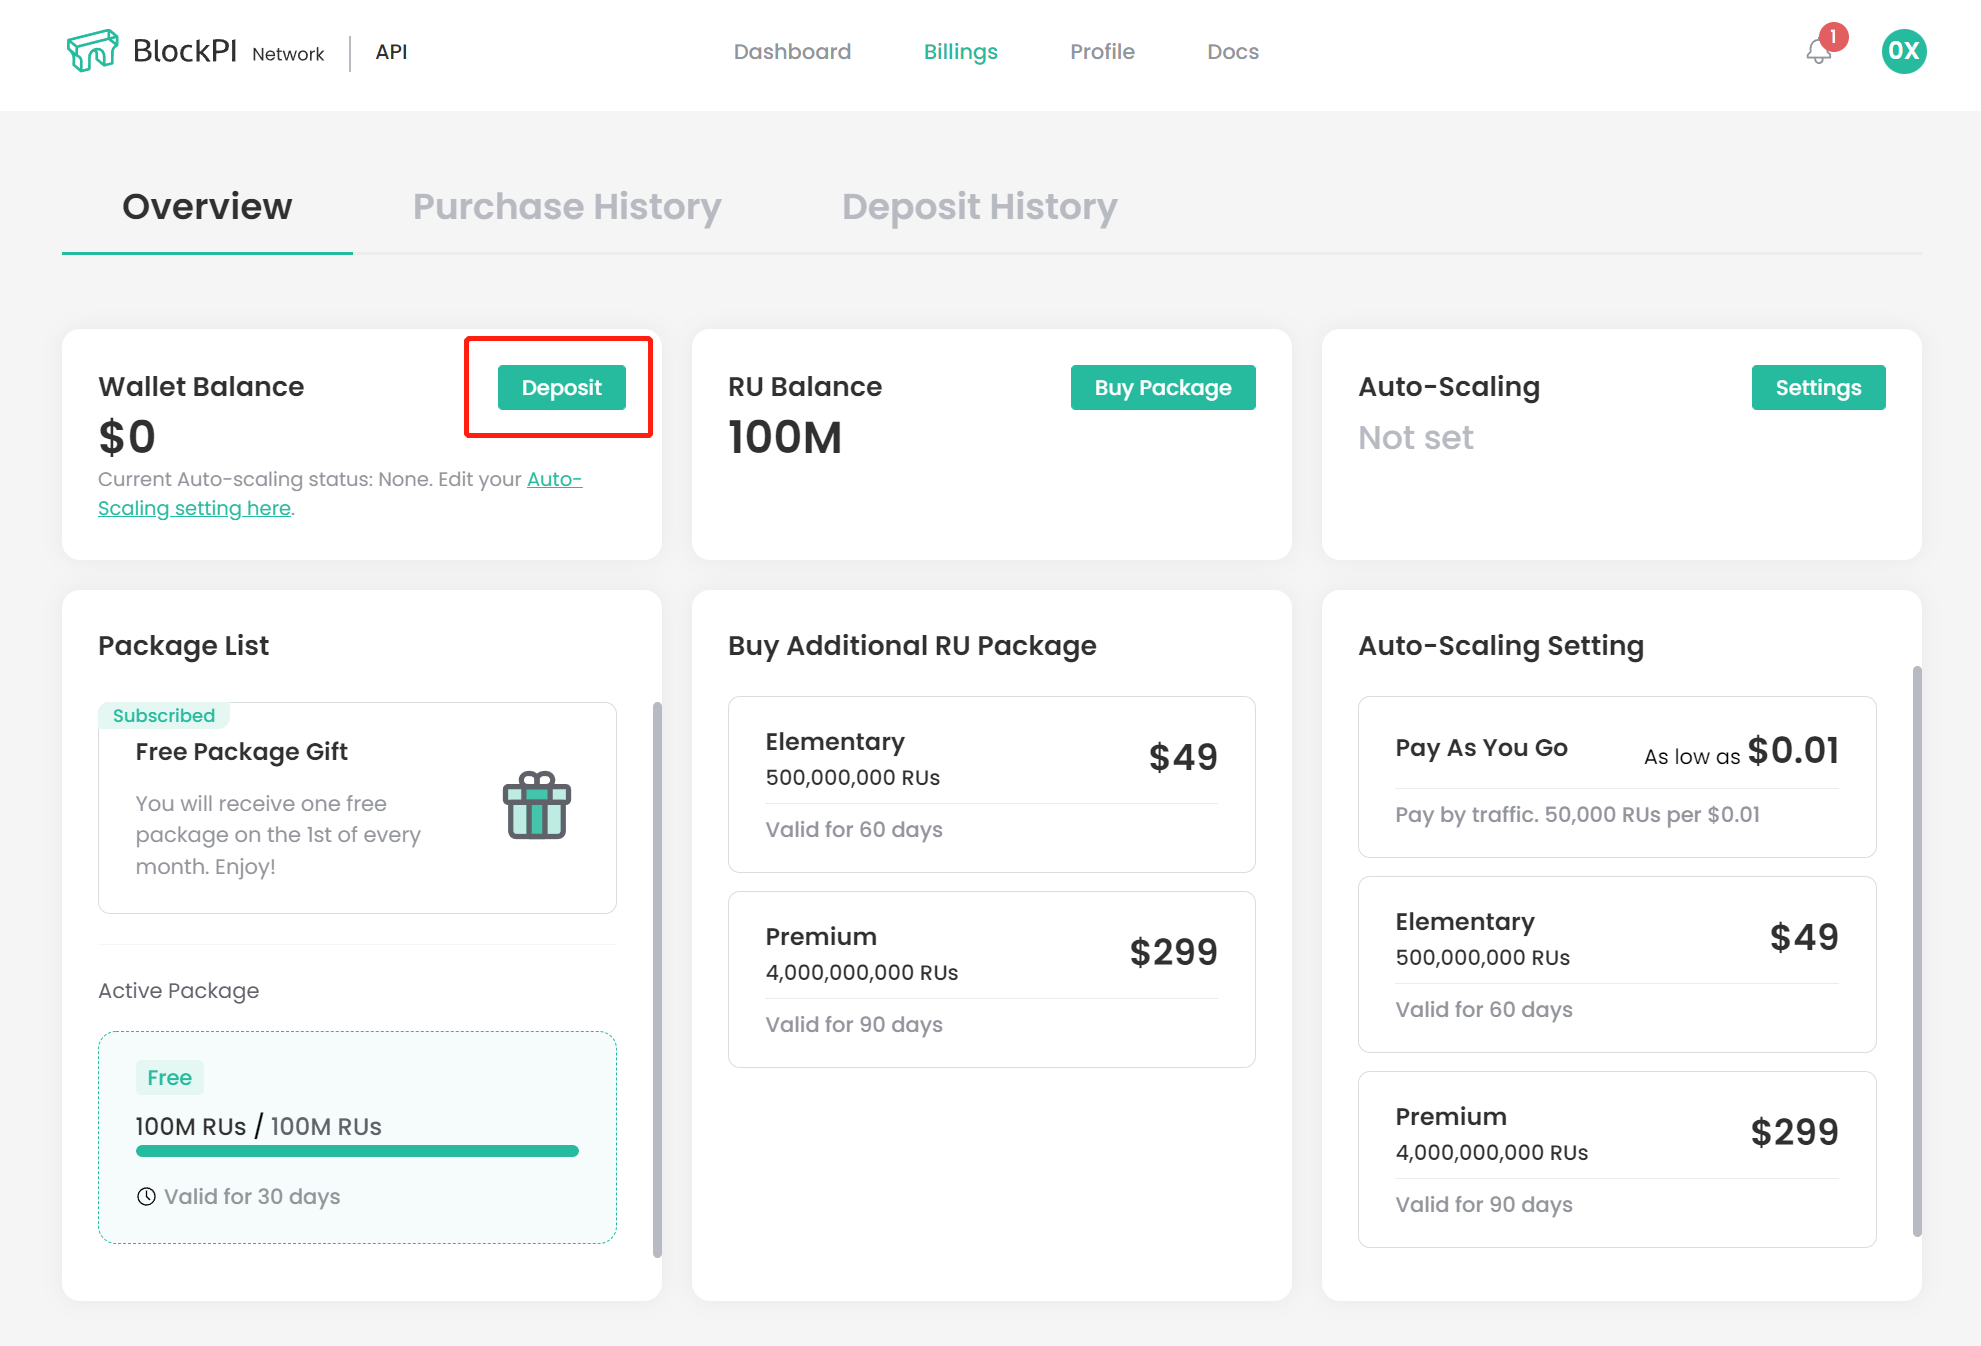 BlockPI Network API
Dashboard
Billings
Profile
Docs
1
0X
Overview
Purchase History
Deposit History
Wallet Balance
Deposit
$0
Current Auto-scaling status: None. Edit your Auto-
Scaling setting here.
RU Balance
Buy Package
100M
Auto-Scaling
Settings
Not set
Package List
Subscribed
Free Package Gift
You will receive one free
package on the 1st of every
month. Enjoy!
Active Package
Free
100M RUs / 100M RUs
Valid for 30 days
Buy Additional RU Package
Elementary
$49
500,000,000 RUs
Valid for 60 days
Premium
$299
4,000,000,000 RUs
Valid for 90 days
Auto-Scaling Setting
Pay As You Go
As low as $0.01
Pay by traffic. 50,000 RUs per $0.01
Elementary
$49
500,000,000 RUs
Valid for 60 days
Premium
$299
4,000,000,000 RUs
Valid for 90 days